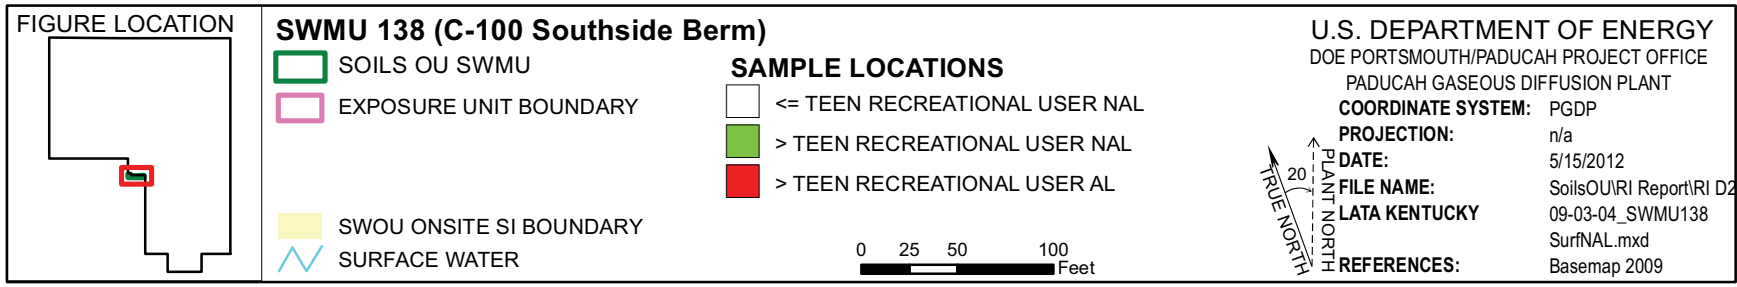 FIGURE LOCATION
SWMU 138 (C-100 Southside Berm)
SOILS OU SWMU
EXPOSURE UNIT BOUNDARY
SWOU ONSITE SI BOUNDARY
SURFACE WATER
SAMPLE LOCATIONS
<= TEEN RECREATIONAL USER NAL
> TEEN RECREATIONAL USER NAL
> TEEN RECREATIONAL USER AL
0 25 50 100
Feet
TRUE NORTH
20
PLANT NORTH
U.S. DEPARTMENT OF ENERGY
DOE PORTSMOUTH/PADUCAH PROJECT OFFICE
PADUCAH GASEOUS DIFFUSION PLANT
COORDINATE SYSTEM: PGDP
PROJECTION: n/a
DATE: 5/15/2012
FILE NAME: SoilsOU\RI Report\RI D2
LATA KENTUCKY 09-03-04_SWMU138
SurfNAL.mxd
REFERENCES: Basemap 2009